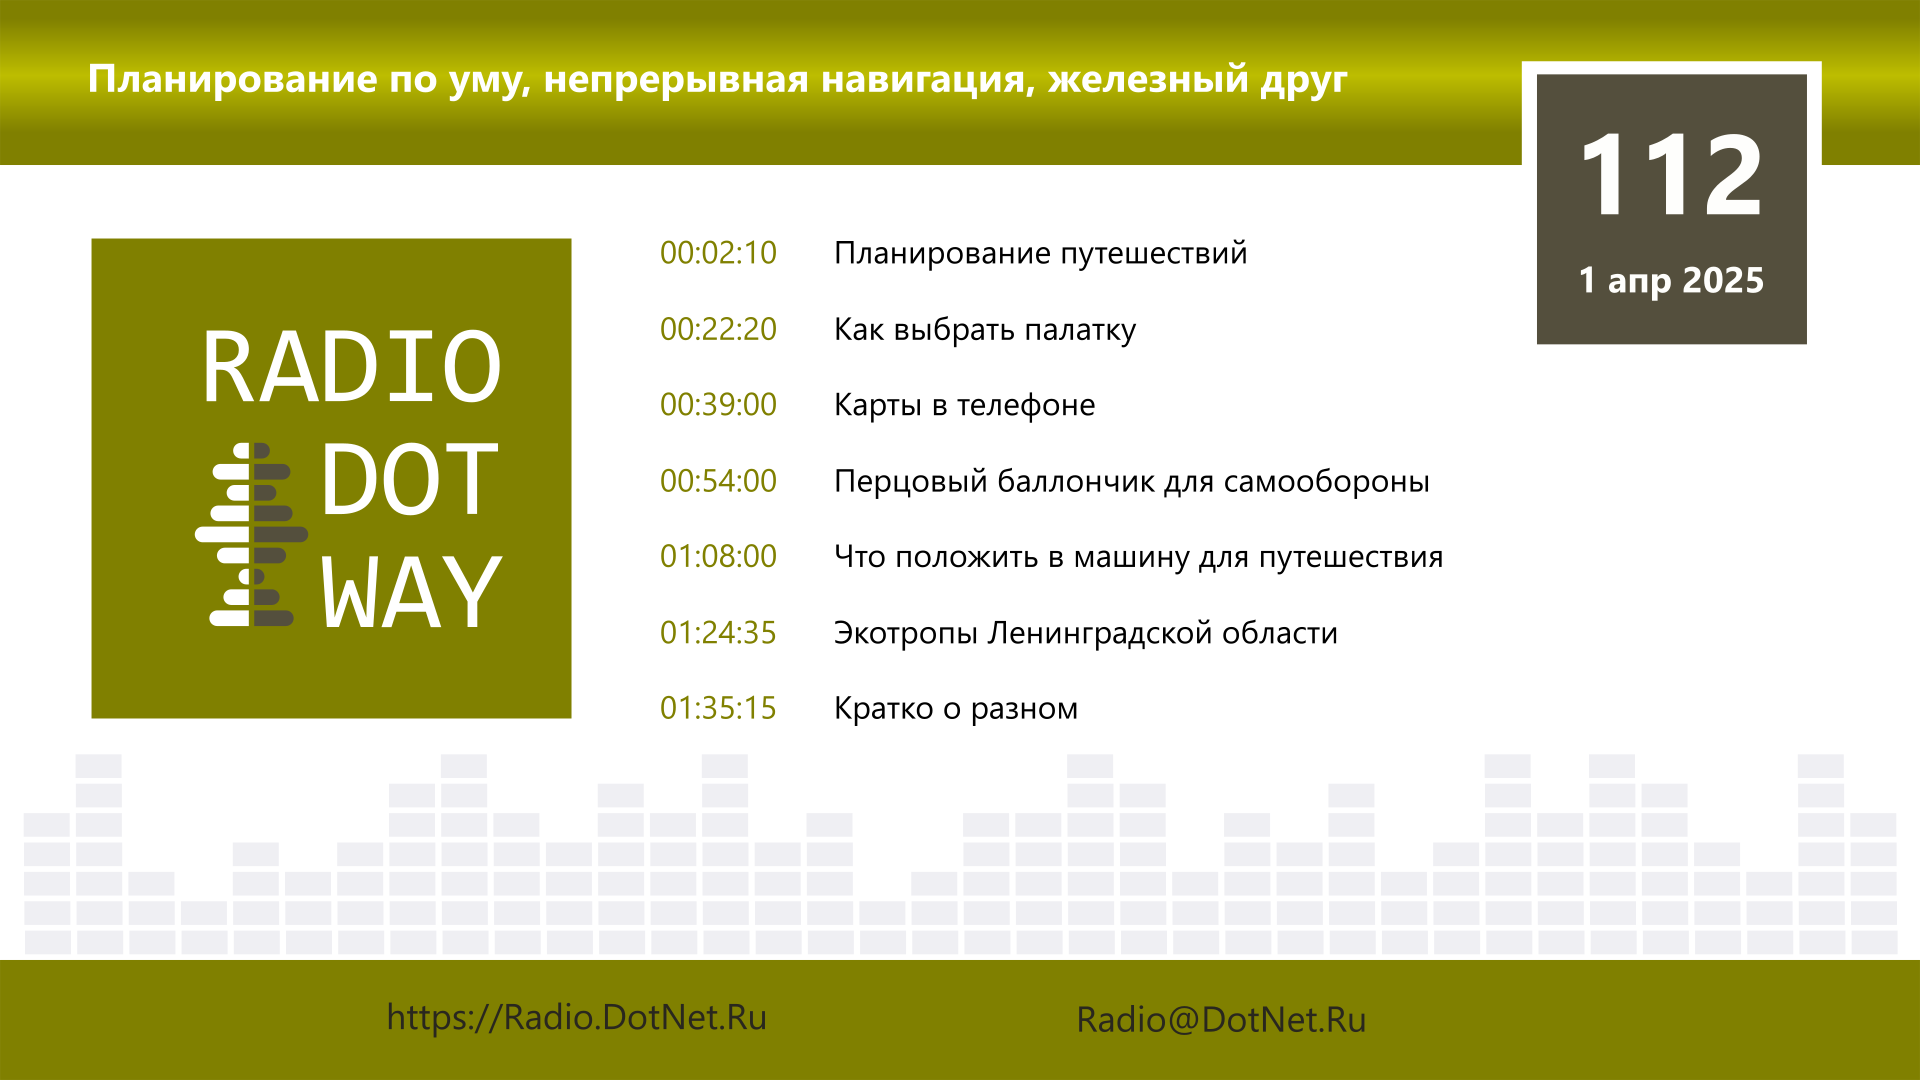 Планирование по уму, непрерывная навигация, железный друг
112
1 апр 2025
RADIO
DOT
WAY
00:02:10 Планирование путешествий
00:22:20 Как выбрать палатку
00:39:00 Карты в телефоне
00:54:00 Перцовый баллончик для самообороны
01:08:00 Что положить в машину для путешествия
01:24:35 Экотропы Ленинградской области
01:35:15 Кратко о разном
https://Radio.DotNet.Ru
Radio@DotNet.Ru